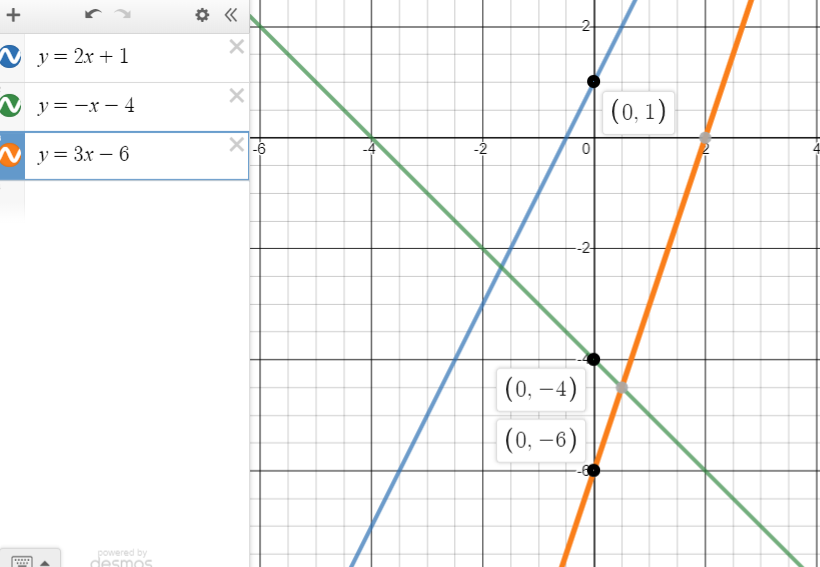 y = 2x + 1
y = −x − 4
y = 3x − 6
powered by
desmos
2
(0, 1)
-6 -4 -2 0 2 4
-2
-4
(0, −4)
(0, −6)
-6